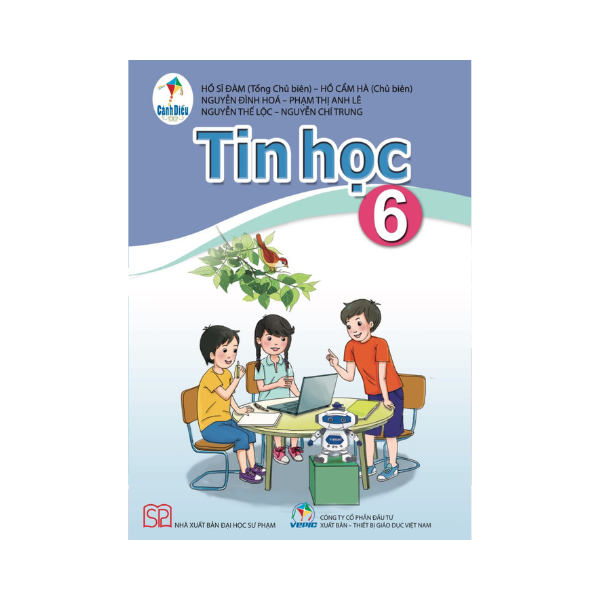 Cánh Diều
HỒ SĨ ĐÀM (Tổng Chủ biên) – HỒ CẨM HÀ (Chủ biên)
NGUYỄN ĐÌNH HOÁ – PHẠM THỊ ANH LÊ
NGUYỄN THẾ LỘC – NGUYỄN CHÍ TRUNG
Tin học
6
SP
NHÀ XUẤT BẢN ĐẠI HỌC SƯ PHẠM
VEPIC
CÔNG TY CỔ PHẦN ĐẦU TƯ
XUẤT BẢN – THIẾT BỊ GIÁO DỤC VIỆT NAM